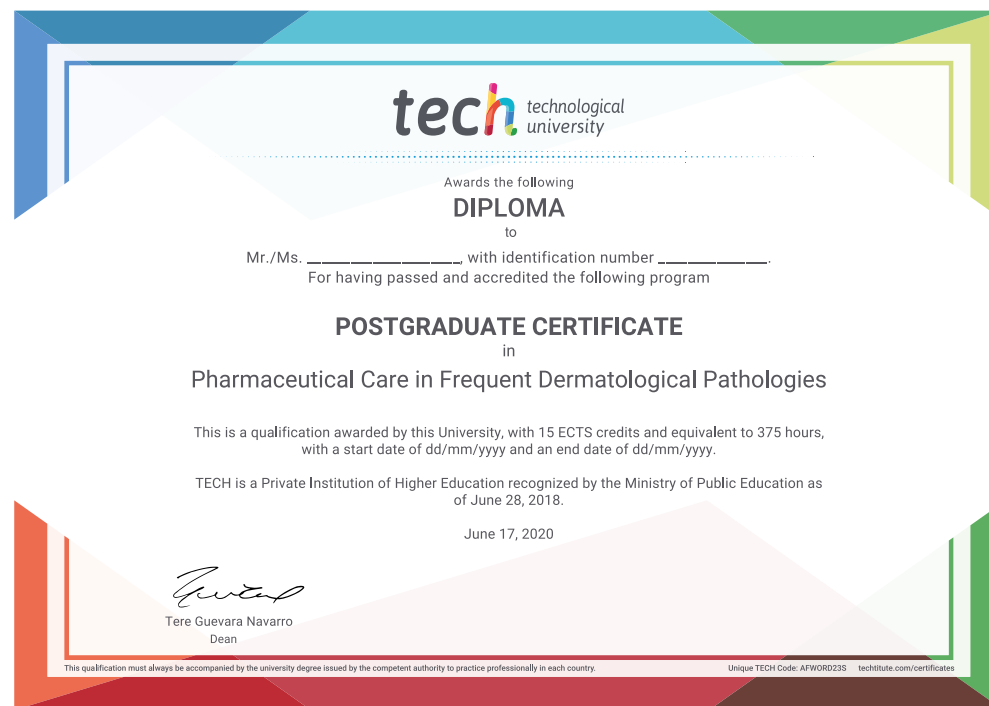 tech technological
university
Awards the following
DIPLOMA
to
Mr./Ms. ____________________, with identification number ______________.
For having passed and accredited the following program
POSTGRADUATE CERTIFICATE
in
Pharmaceutical Care in Frequent Dermatological Pathologies
This is a qualification awarded by this University, with 15 ECTS credits and equivalent to 375 hours,
with a start date of dd/mm/yyyy and an end date of dd/mm/yyyy.
TECH is a Private Institution of Higher Education recognized by the Ministry of Public Education as
of June 28, 2018.
June 17, 2020
Tere Guevara Navarro
Dean
This qualification must always be accompanied by the university degree issued by the competent authority to practice professionally in each country.
Unique TECH Code: AFWORD23S techtitute.com/certificates